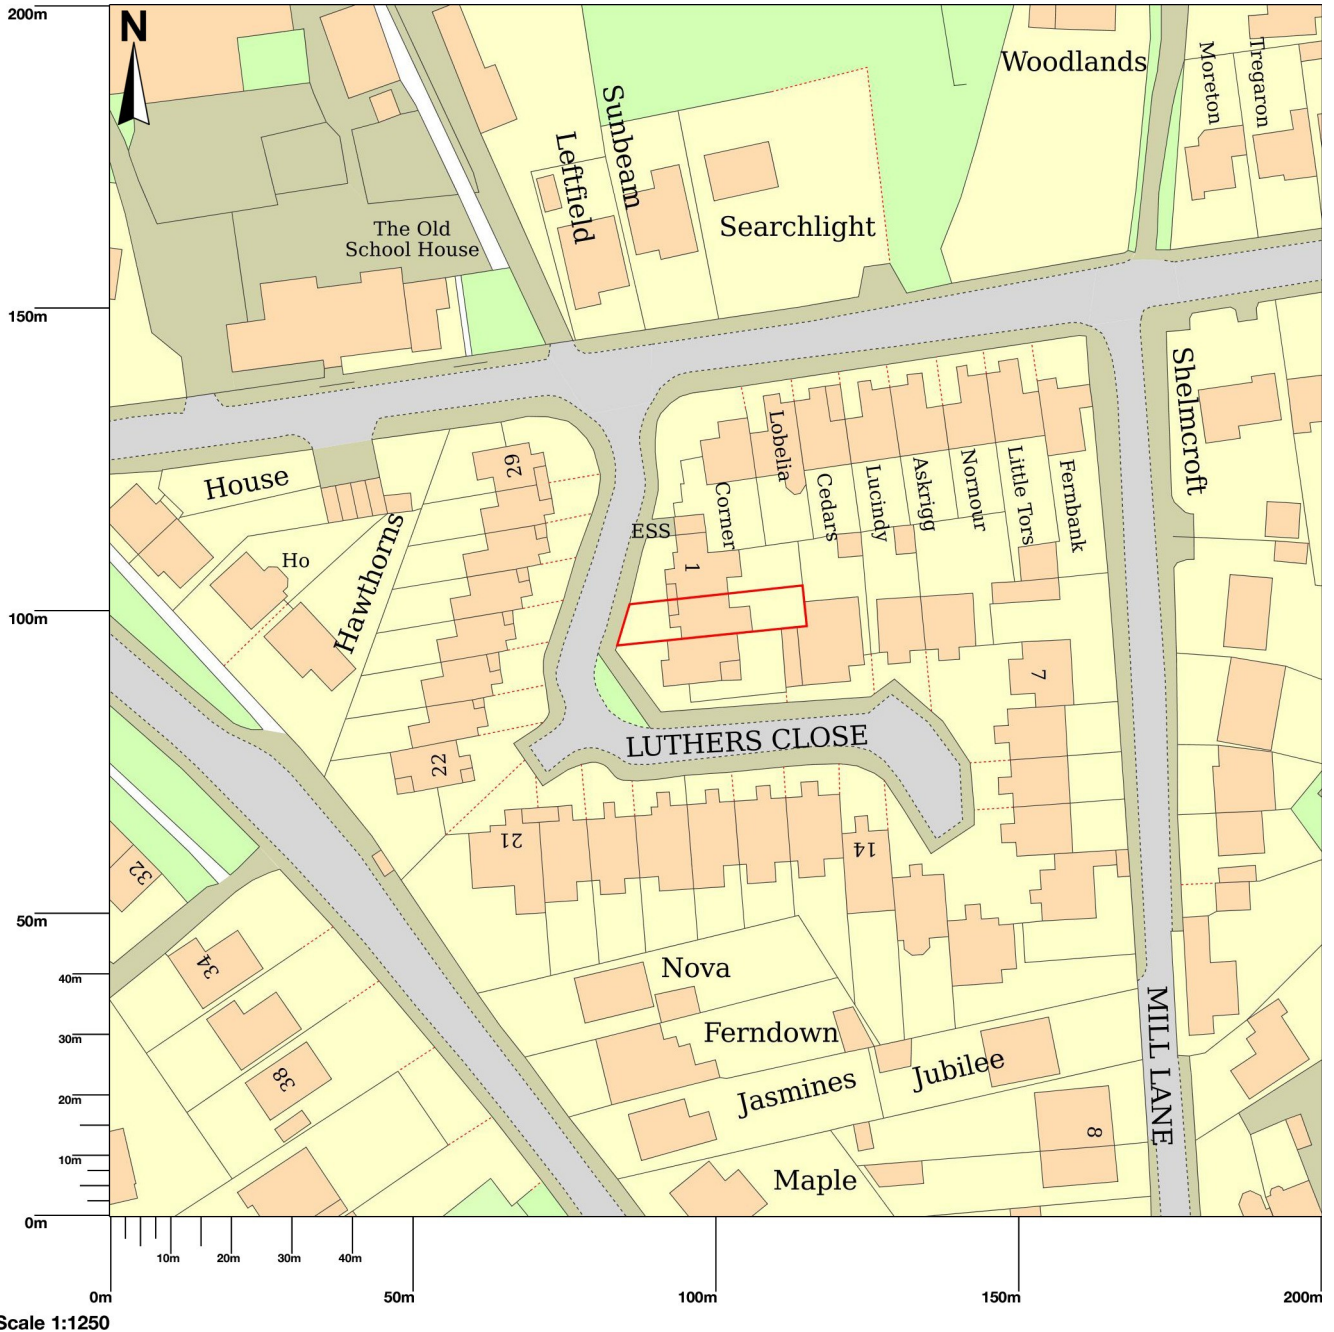 200m
N
Woodlands
Moreton
Tregaron
Sunbeam
Leftfield
Searchlight
The Old
School House
150m
Shelmcroft
House
29
Lobelia
Corner
Cedars
Lucindy
Askrigg
Nornour
Little Tors
Fernbank
ESS
Hawthorns
Ho
1
100m
7
LUTHERS CLOSE
22
21
14
32
50m
34
Nova
40m
Ferndown
30m
MILL LANE
Jubilee
38
Jasmines
20m
8
10m
Maple
0m
10m
20m
30m
40m
0m
50m
100m
150m
200m
Scale 1:1250